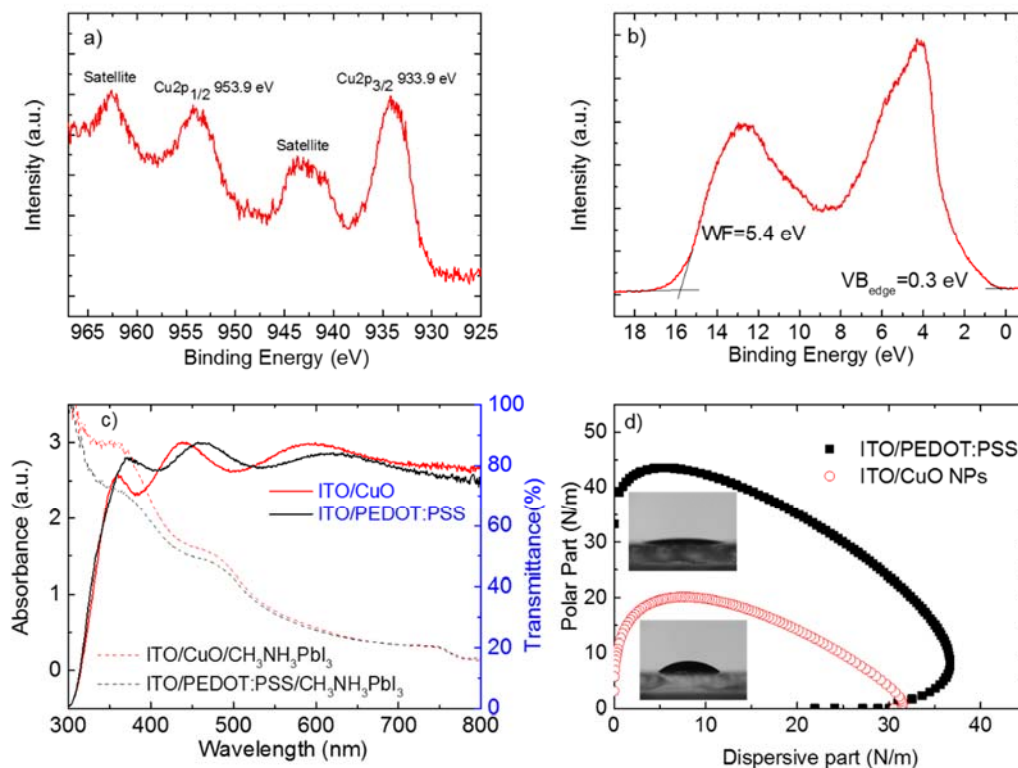 a)
Satellite
Cu2p1/2 953.9 eV
Cu2p3/2 933.9 eV
Satellite
Intensity (a.u.)
965 960 955 950 945 940 935 930 925
Binding Energy (eV)
b)
WF=5.4 eV
VBedge=0.3 eV
Intensity (a.u.)
18 16 14 12 10 8 6 4 2 0
Binding Energy (eV)
c)
3
2
1
0
Absorbance (a.u.)
100
90
80
70
60
50
40
30
20
10
0
Transmittance(%)
ITO/CuO
ITO/PEDOT:PSS
ITO/CuO/CH3NH3PbI3
ITO/PEDOT:PSS/CH3NH3PbI3
300 400 500 600 700 800
Wavelength (nm)
d)
ITO/PEDOT:PSS
ITO/CuO NPs
50
40
30
20
10
0
Polar Part (N/m)
0 10 20 30 40
Dispersive part (N/m)